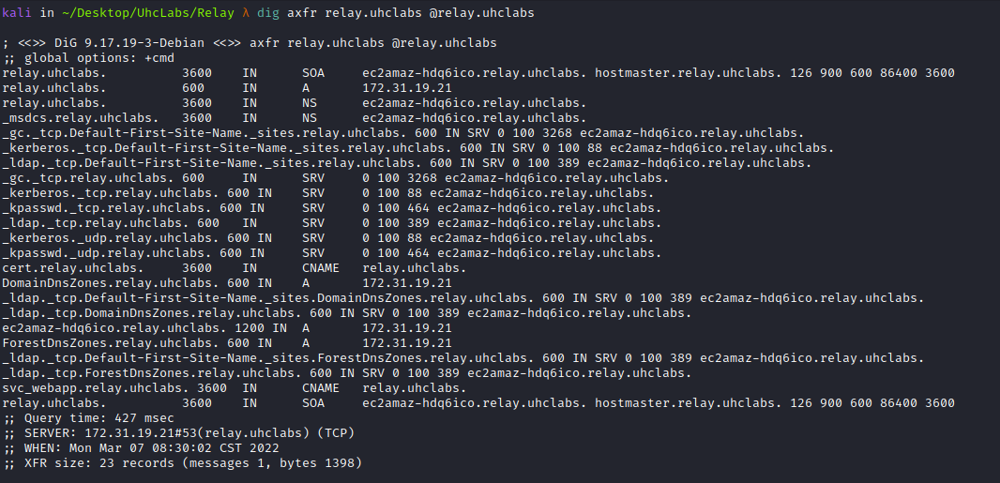 kali in ~/Desktop/UhcLabs/Relay λ dig axfr relay.uhclabs @relay.uhclabs
; <<>> DiG 9.17.19-3-Debian <<>> axfr relay.uhclabs @relay.uhclabs
;; global options: +cmd
relay.uhclabs. 3600 IN SOA ec2amaz-hdq6ico.relay.uhclabs. hostmaster.relay.uhclabs. 126 900 600 86400 3600
relay.uhclabs. 600 IN A 172.31.19.21
relay.uhclabs. 3600 IN NS ec2amaz-hdq6ico.relay.uhclabs.
_msdcs.relay.uhclabs. 3600 IN NS ec2amaz-hdq6ico.relay.uhclabs.
_gc._tcp.Default-First-Site-Name._sites.relay.uhclabs. 600 IN SRV 0 100 3268 ec2amaz-hdq6ico.relay.uhclabs.
_kerberos._tcp.Default-First-Site-Name._sites.relay.uhclabs. 600 IN SRV 0 100 88 ec2amaz-hdq6ico.relay.uhclabs.
_ldap._tcp.Default-First-Site-Name._sites.relay.uhclabs. 600 IN SRV 0 100 389 ec2amaz-hdq6ico.relay.uhclabs.
_gc._tcp.relay.uhclabs. 600 IN SRV 0 100 3268 ec2amaz-hdq6ico.relay.uhclabs.
_kerberos._tcp.relay.uhclabs. 600 IN SRV 0 100 88 ec2amaz-hdq6ico.relay.uhclabs.
_kpasswd._tcp.relay.uhclabs. 600 IN SRV 0 100 464 ec2amaz-hdq6ico.relay.uhclabs.
_ldap._tcp.relay.uhclabs. 600 IN SRV 0 100 389 ec2amaz-hdq6ico.relay.uhclabs.
_kerberos._udp.relay.uhclabs. 600 IN SRV 0 100 88 ec2amaz-hdq6ico.relay.uhclabs.
_kpasswd._udp.relay.uhclabs. 600 IN SRV 0 100 464 ec2amaz-hdq6ico.relay.uhclabs.
cert.relay.uhclabs. 3600 IN CNAME relay.uhclabs.
DomainDnsZones.relay.uhclabs. 600 IN A 172.31.19.21
_ldap._tcp.Default-First-Site-Name._sites.DomainDnsZones.relay.uhclabs. 600 IN SRV 0 100 389 ec2amaz-hdq6ico.relay.uhclabs.
_ldap._tcp.DomainDnsZones.relay.uhclabs. 600 IN SRV 0 100 389 ec2amaz-hdq6ico.relay.uhclabs.
ec2amaz-hdq6ico.relay.uhclabs. 1200 IN A 172.31.19.21
ForestDnsZones.relay.uhclabs. 600 IN A 172.31.19.21
_ldap._tcp.Default-First-Site-Name._sites.ForestDnsZones.relay.uhclabs. 600 IN SRV 0 100 389 ec2amaz-hdq6ico.relay.uhclabs.
_ldap._tcp.ForestDnsZones.relay.uhclabs. 600 IN SRV 0 100 389 ec2amaz-hdq6ico.relay.uhclabs.
svc_webapp.relay.uhclabs. 3600 IN CNAME relay.uhclabs.
relay.uhclabs. 3600 IN SOA ec2amaz-hdq6ico.relay.uhclabs. hostmaster.relay.uhclabs. 126 900 600 86400 3600
;; Query time: 427 msec
;; SERVER: 172.31.19.21#53(relay.uhclabs) (TCP)
;; WHEN: Mon Mar 07 08:30:02 CST 2022
;; XFR size: 23 records (messages 1, bytes 1398)